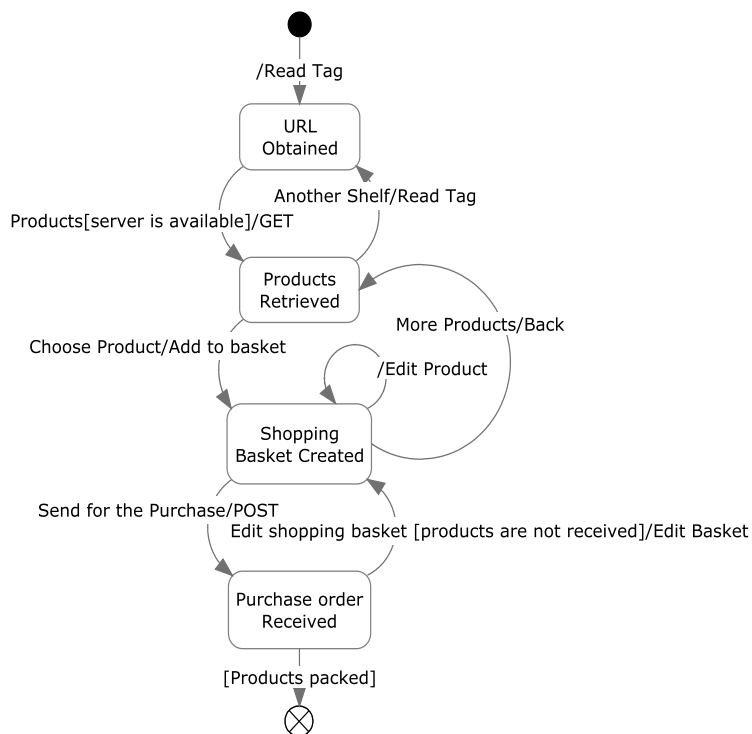 /Read Tag
URL
Obtained
Another Shelf/Read Tag
Products[server is available]/GET
Products
Retrieved
More Products/Back
Choose Product/Add to basket
/Edit Product
Shopping
Basket Created
Send for the Purchase/POST
Edit shopping basket [products are not received]/Edit Basket
Purchase order
Received
[Products packed]